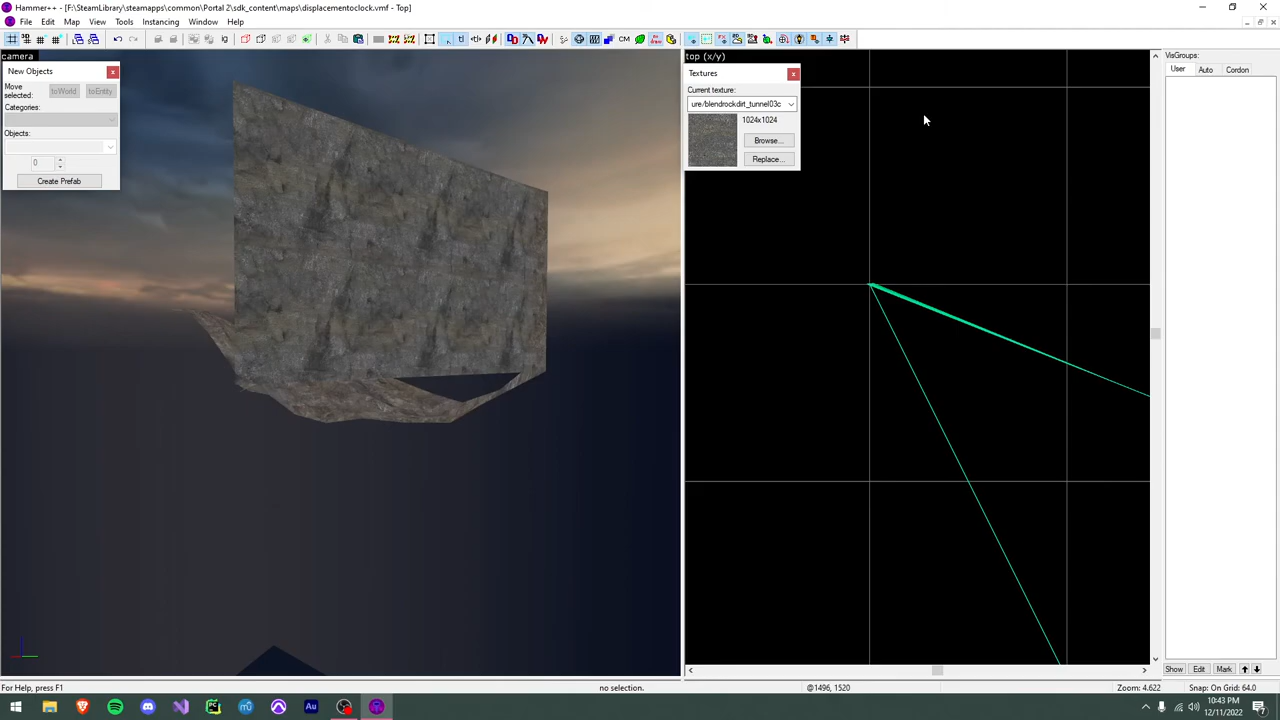 Hammer++ - [F:\SteamLibrary\steamapps\common\Portal 2\sdk_content\maps\displacementoclock.vmf - Top]
File Edit Map View Tools Instancing Window Help
camera
New Objects
Move selected:
toWorld toEntity
Categories:
Objects:
0
Create Prefab
top (x/y)
Textures
Current texture:
ure/blendrockdirt_tunnel03c
1024x1024
Browse...
Replace...
VisGroups:
User Auto Cordon
Show Edit Mark
For Help, press F1
no selection.
@1496, 1520
Zoom: 4.622
Snap: On Grid: 64.0
10:43 PM
12/11/2022